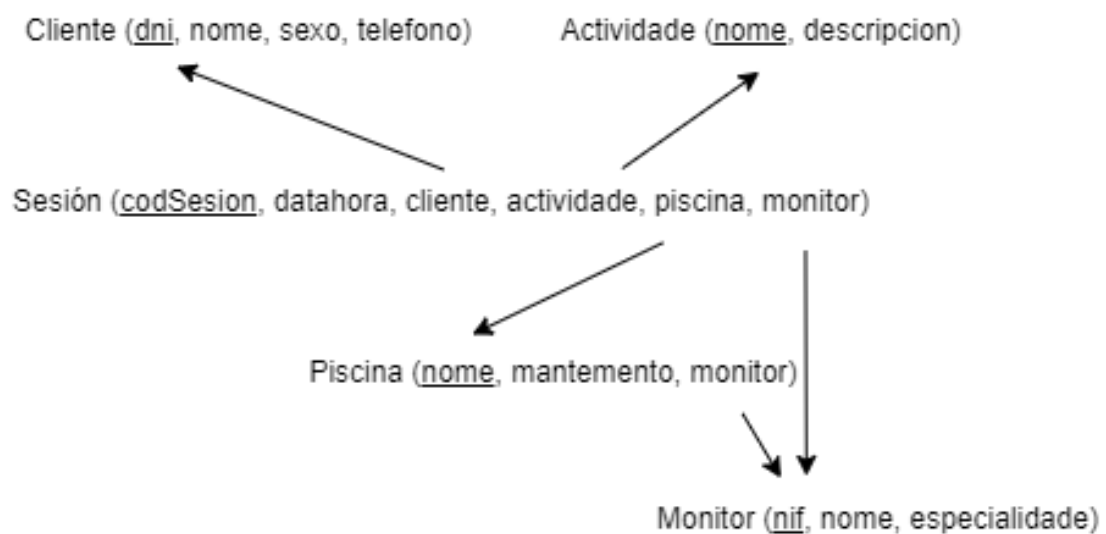 Cliente (dni, nome, sexo, telefono)
Actividade (nome, descripcion)
Sesión (codSesion, datahora, cliente, actividade, piscina, monitor)
Piscina (nome, mantemento, monitor)
Monitor (nif, nome, especialidade)